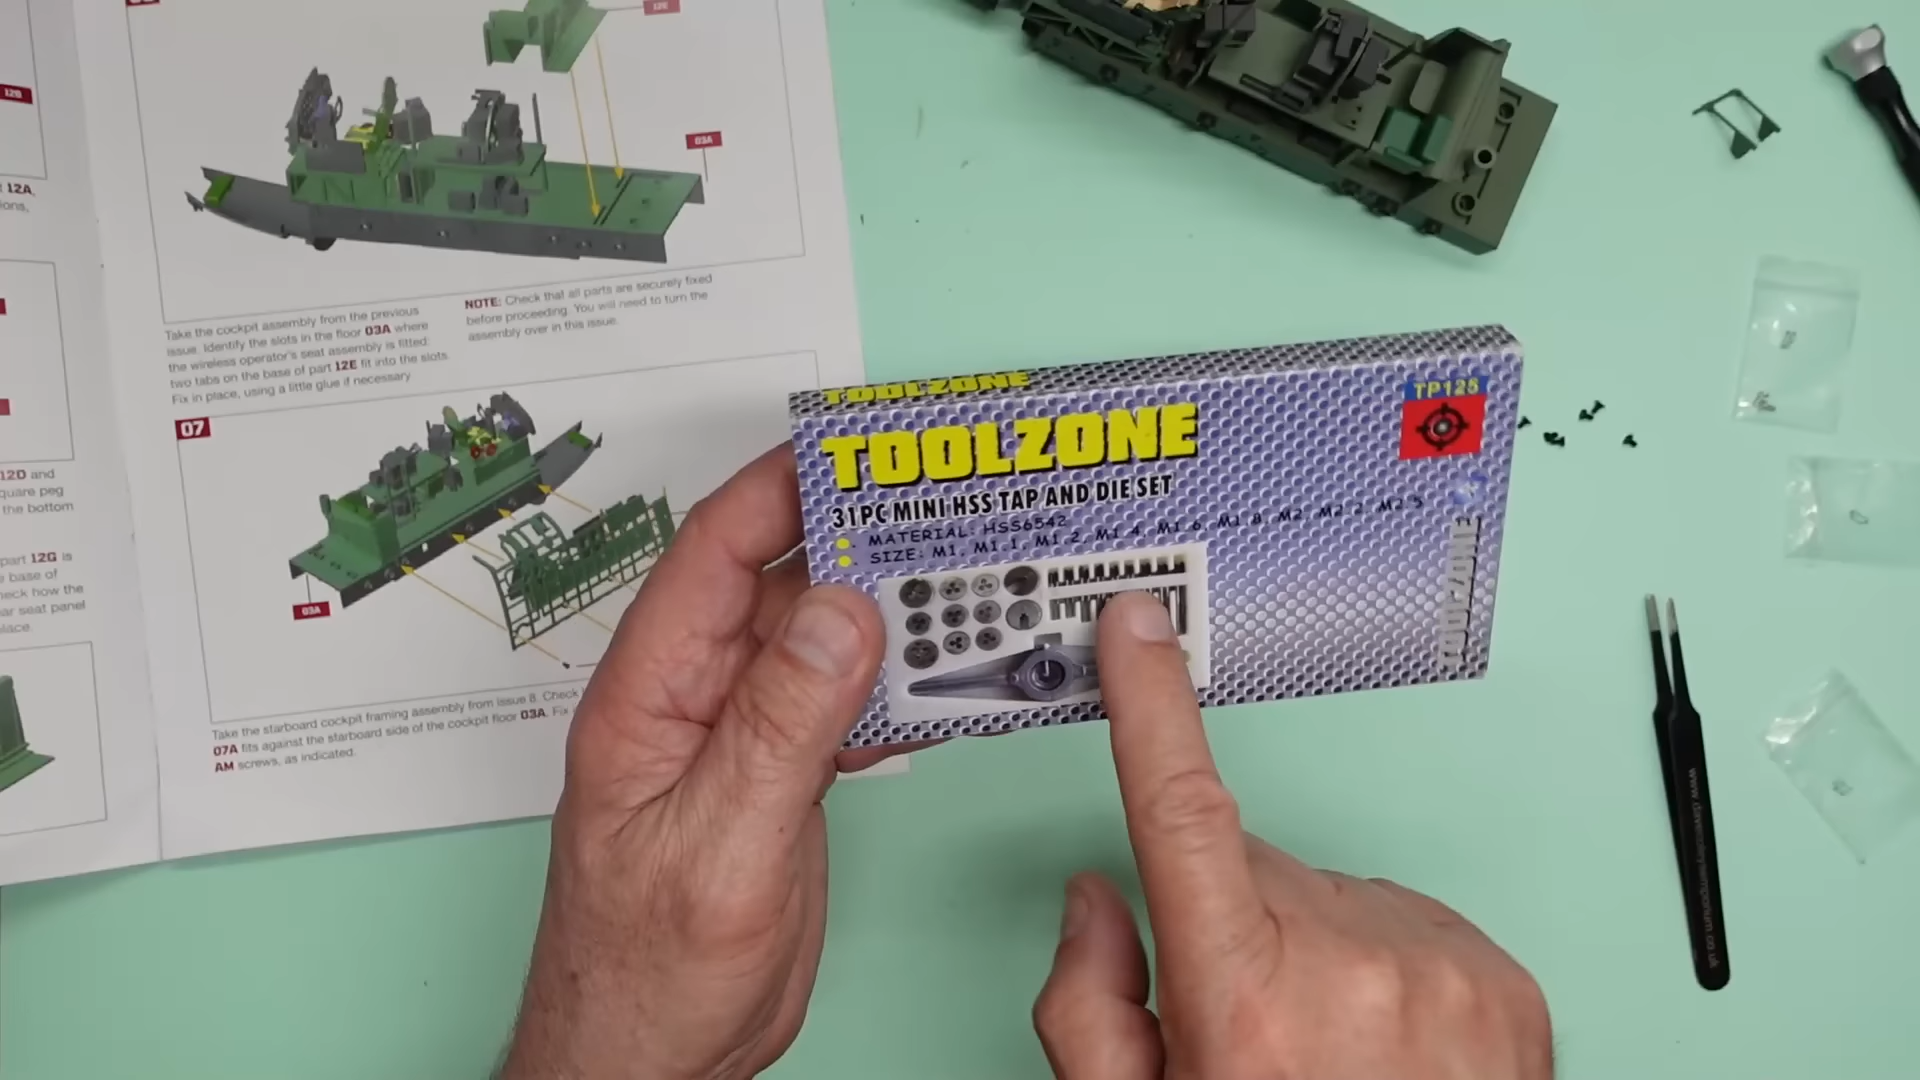 12E
12B
03A
12A,
ions,
Take the cockpit assembly from the previous
issue. Identify the slots in the floor 03A where
the wireless operator's seat assembly is fitted:
two tabs on the base of part 12E fit into the slots.
Fix in place, using a little glue if necessary
NOTE: Check that all parts are securely fixed
before proceeding. You will need to turn the
assembly over in this issue.
07
03A
12D and
quare peg
the bottom
part 12G is
base of
heck how the
ar seat panel
place.
Take the starboard cockpit framing assembly from issue 8. Check
07A fits against the starboard side of the cockpit floor 03A. Fix
AM screws, as indicated.
TOOLZONE
TOOLZONE
TP125
31PC MINI HSS TAP AND DIE SET
MATERIAL: HSS6542
SIZE: M1, M1.1, M1.2, M1.4, M1.6, M1.8, M2, M2.2, M2.5
TOOLZONE